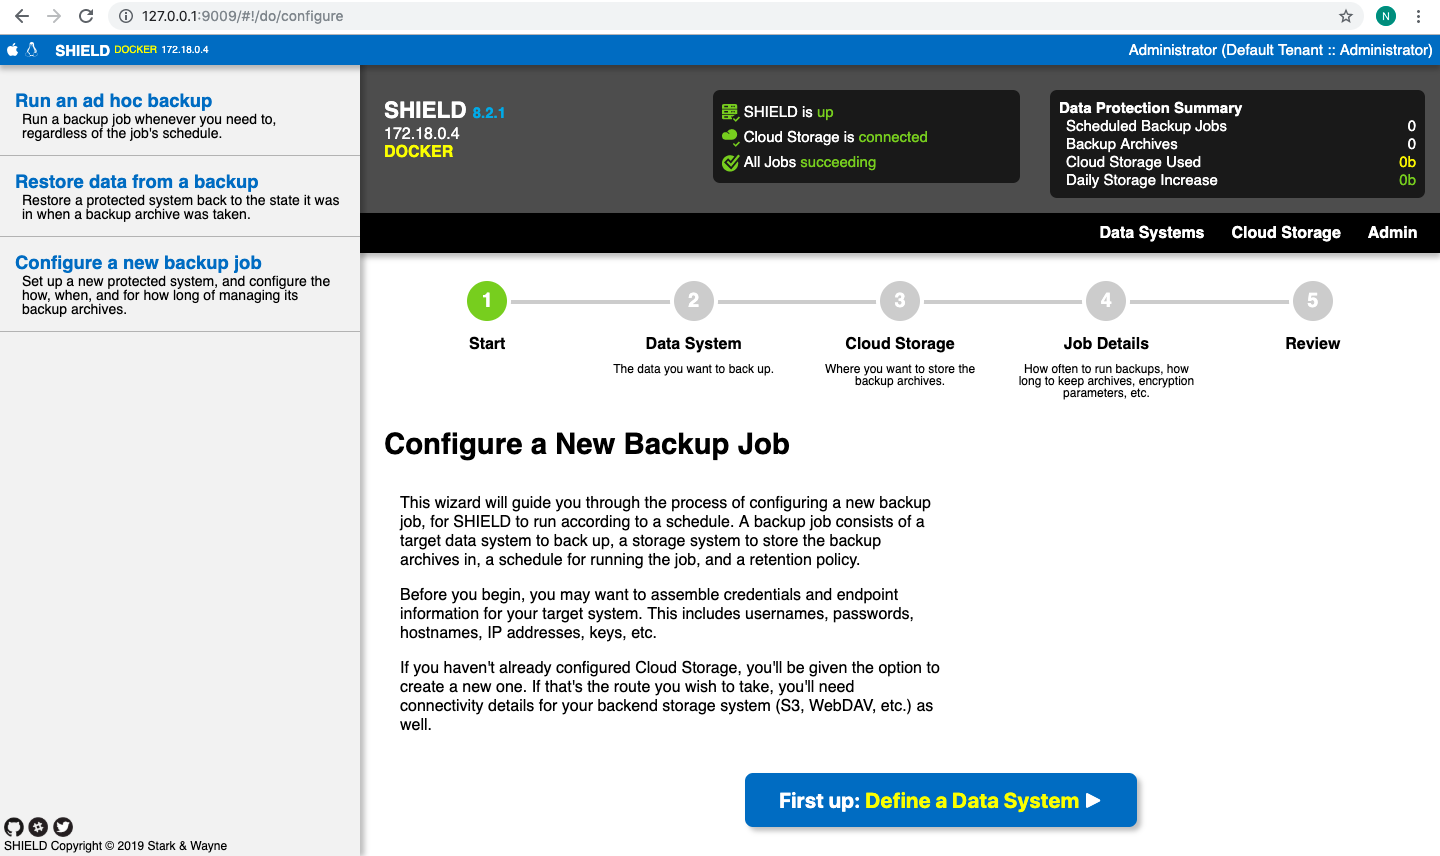 127.0.0.1:9009/#!/do/configure
N
SHIELD DOCKER 172.18.0.4
Administrator (Default Tenant :: Administrator)
Run an ad hoc backup
Run a backup job whenever you need to,
regardless of the job's schedule.
Restore data from a backup
Restore a protected system back to the state it was
in when a backup archive was taken.
Configure a new backup job
Set up a new protected system, and configure the
how, when, and for how long of managing its
backup archives.
SHIELD 8.2.1
172.18.0.4
DOCKER
SHIELD is up
Cloud Storage is connected
All Jobs succeeding
Data Protection Summary
Scheduled Backup Jobs 0
Backup Archives 0
Cloud Storage Used 0b
Daily Storage Increase 0b
Data Systems Cloud Storage Admin
1 2 3 4 5
Start Data System Cloud Storage Job Details Review
The data you want to back up.
Where you want to store the
backup archives.
How often to run backups, how
long to keep archives, encryption
parameters, etc.
Configure a New Backup Job
This wizard will guide you through the process of configuring a new backup
job, for SHIELD to run according to a schedule. A backup job consists of a
target data system to back up, a storage system to store the backup
archives in, a schedule for running the job, and a retention policy.
Before you begin, you may want to assemble credentials and endpoint
information for your target system. This includes usernames, passwords,
hostnames, IP addresses, keys, etc.
If you haven't already configured Cloud Storage, you'll be given the option to
create a new one. If that's the route you wish to take, you'll need
connectivity details for your backend storage system (S3, WebDAV, etc.) as
well.
First up: Define a Data System
SHIELD Copyright © 2019 Stark & Wayne